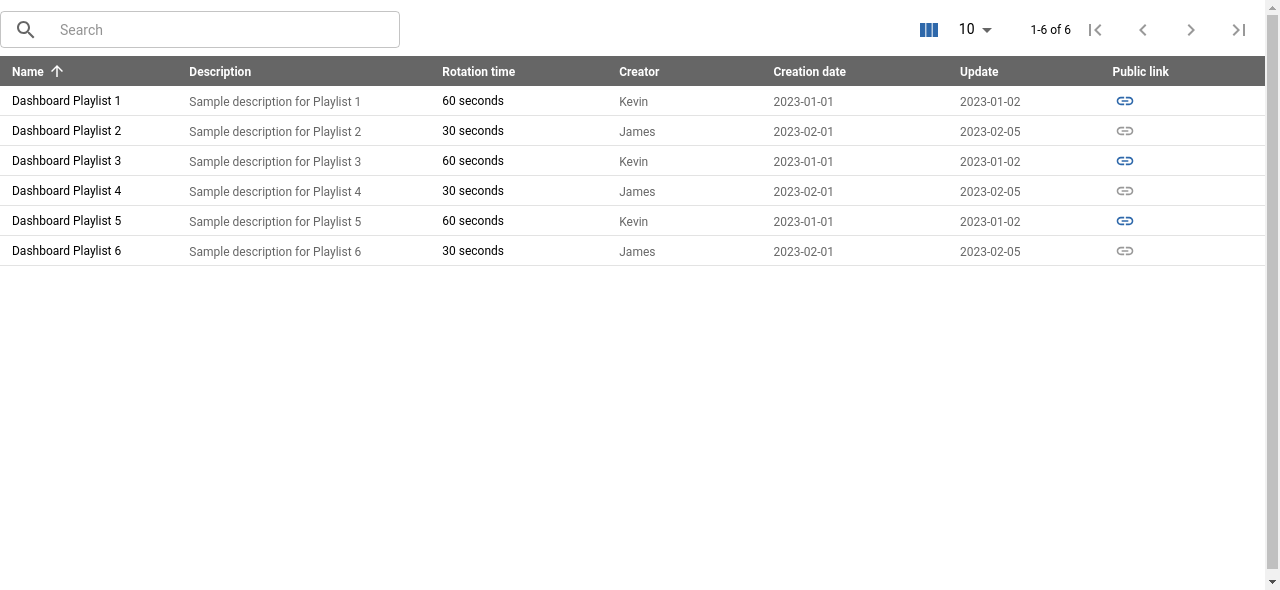 Search
10
1-6 of 6
Name Description Rotation time Creator Creation date Update Public link
Dashboard Playlist 1 Sample description for Playlist 1 60 seconds Kevin 2023-01-01 2023-01-02
Dashboard Playlist 2 Sample description for Playlist 2 30 seconds James 2023-02-01 2023-02-05
Dashboard Playlist 3 Sample description for Playlist 3 60 seconds Kevin 2023-01-01 2023-01-02
Dashboard Playlist 4 Sample description for Playlist 4 30 seconds James 2023-02-01 2023-02-05
Dashboard Playlist 5 Sample description for Playlist 5 60 seconds Kevin 2023-01-01 2023-01-02
Dashboard Playlist 6 Sample description for Playlist 6 30 seconds James 2023-02-01 2023-02-05